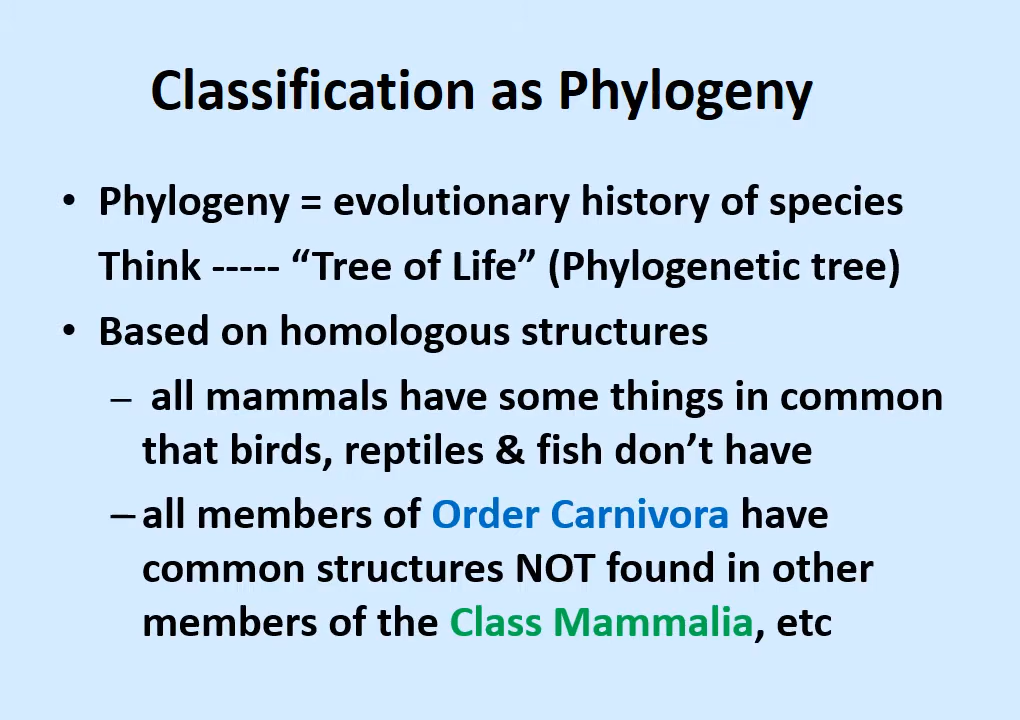 Classification as Phylogeny
• Phylogeny = evolutionary history of species
Think ----- “Tree of Life” (Phylogenetic tree)
• Based on homologous structures
– all mammals have some things in common
that birds, reptiles & fish don’t have
– all members of Order Carnivora have
common structures NOT found in other
members of the Class Mammalia, etc